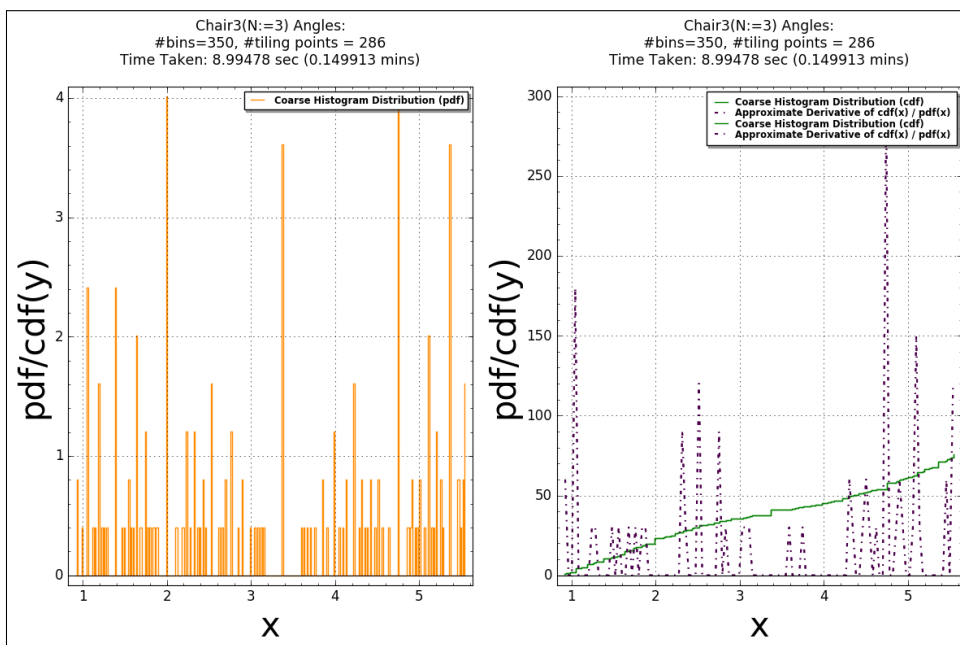 Chair3(N:=3) Angles:
#bins=350, #tiling points = 286
Time Taken: 8.99478 sec (0.149913 mins)
Coarse Histogram Distribution (pdf)
4
3
2
1
0
pdf/cdf(y)
1 2 3 4 5
x
Chair3(N:=3) Angles:
#bins=350, #tiling points = 286
Time Taken: 8.99478 sec (0.149913 mins)
Coarse Histogram Distribution (cdf)
Approximate Derivative of cdf(x) / pdf(x)
Coarse Histogram Distribution (cdf)
Approximate Derivative of cdf(x) / pdf(x)
300
250
200
150
100
50
0
pdf/cdf(y)
1 2 3 4 5
x